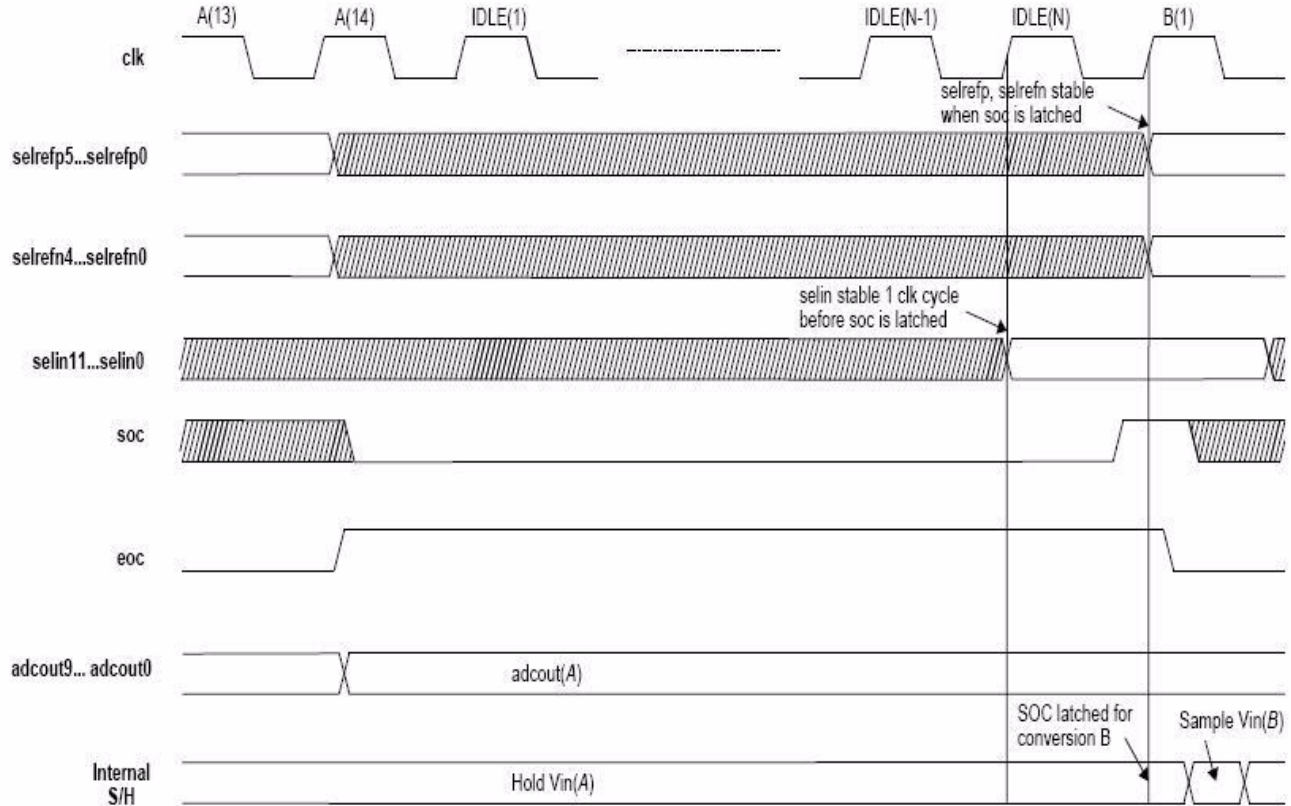 A(13) A(14) IDLE(1) IDLE(N-1) IDLE(N) B(1)
clk
selrefp, selrefn stable
when soc is latched
selrefp5...selrefp0
selrefn4...selrefn0
selin stable 1 clk cycle
before soc is latched
selin11...selin0
soc
eoc
adcout9... adcout0
adcout(A)
SOC latched for
conversion B
Sample Vin(B)
Internal
S/H
Hold Vin(A)